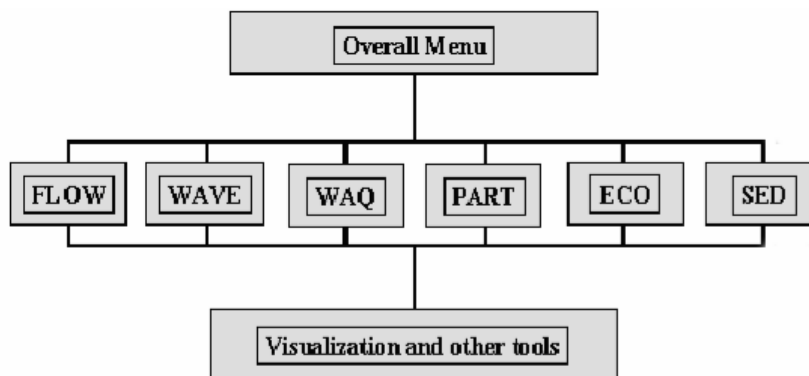 Overall Menu
FLOW
WAVE
WAQ
PART
ECO
SED
Visualization and other tools